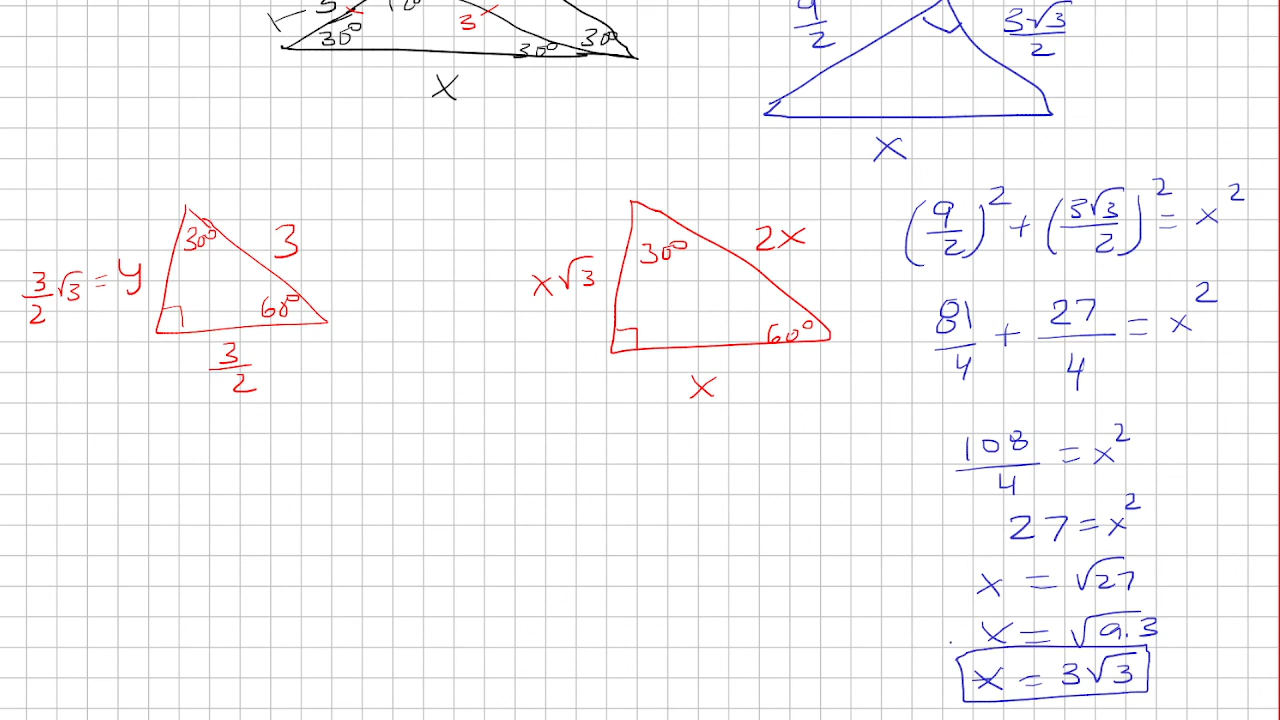 3
30°
3
30°
30°
x
9/2
3√3/2
x
3/2 √3 = y
30°
3
60°
3/2
x√3
30°
2x
60°
x
(9/2)² + (3√3/2)² = x²
81/4 + 27/4 = x²
108/4 = x²
27 = x²
x = √27
x = √9.3
x = 3√3